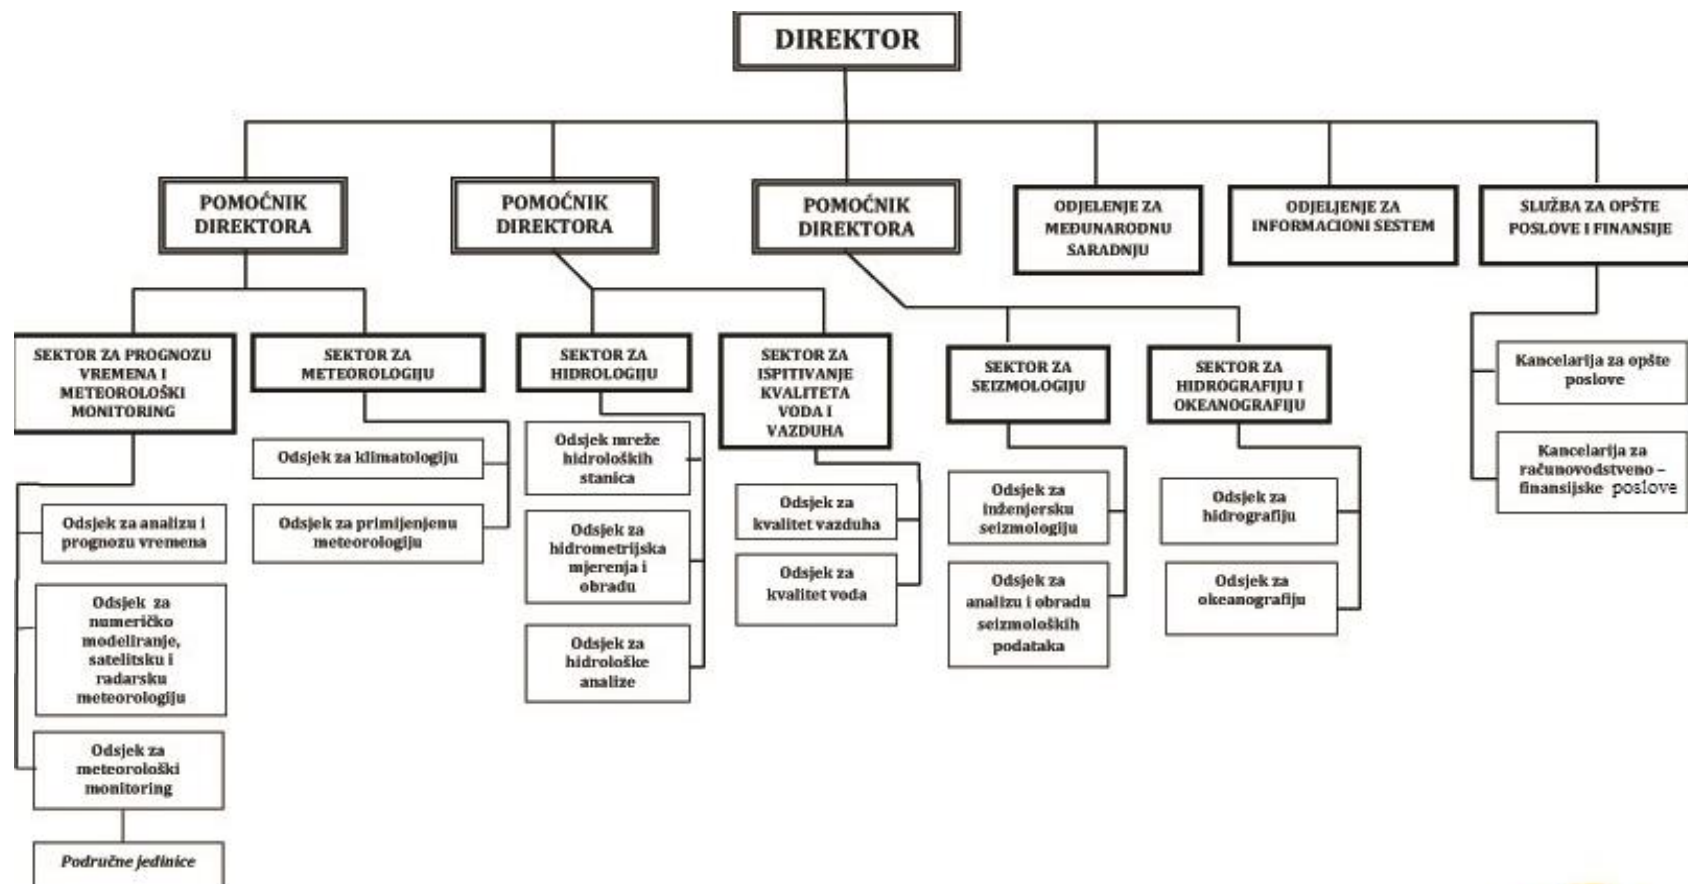 DIREKTOR
POMOĆNIK
DIREKTORA
POMOĆNIK
DIREKTORA
POMOĆNIK
DIREKTORA
ODJELENJE ZA
MEĐUNARODNU
SARADNJU
ODJELJENJE ZA
INFORMACIONI SISTEM
SLUŽBA ZA OPŠTE
POSLOVE I FINANSIJE
SEKTOR ZA PROGNOZU
VREMENA I
METEOROLOŠKI
MONITORING
SEKTOR ZA
METEOROLOGIJU
SEKTOR ZA
HIDROLOGIJU
SEKTOR ZA
ISPITIVANJE
KVALITETA
VODA I
VAZDUHA
SEKTOR ZA
SEIZMOLOGIJU
SEKTOR ZA
HIDROGRAFIJU I
OKEANOGRAFIJU
Kancelarija za opšte
poslove
Kancelarija za
računovodstveno –
finansijske poslove
Odsjek za analizu i
prognozu vremena
Odsjek za
numeričko
modeliranje,
satelitsku i
radarsku
meteorologiju
Odsjek za
meteorološki
monitoring
Područne jedinice
Odsjek za klimatologiju
Odsjek za primijenjenu
meteorologiju
Odsjek mreže
hidroloških
stanica
Odsjek za
hidrometrijska
mjerenja i
obradu
Odsjek za
hidrološke
analize
Odsjek za
kvalitet vazduha
Odsjek za
kvalitet voda
Odsjek za
inženjersku
seizmologiju
Odsjek za
analizu i obradu
seizmoloških
podataka
Odsjek za
hidrografiju
Odsjek za
okeanografiju